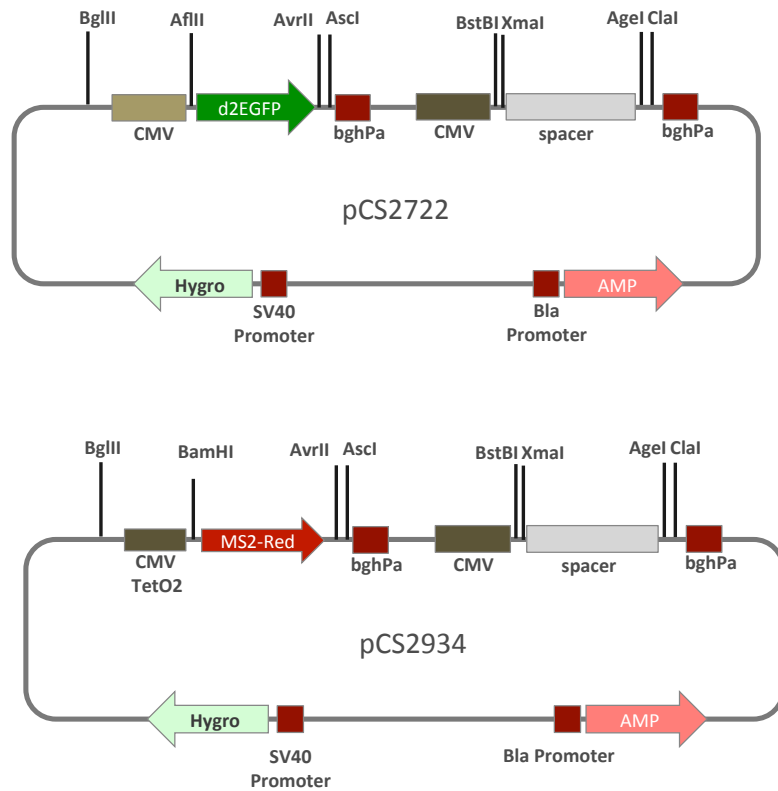 BglII AflII AvrII AscI BstBI XmaI AgeI ClaI
d2EGFP
CMV bghPa CMV spacer bghPa
pCS2722
Hygro AMP
SV40 Bla
Promoter Promoter
BglII BamHI AvrII AscI BstBI XmaI AgeI ClaI
MS2-Red
CMV bghPa CMV spacer bghPa
TetO2
pCS2934
Hygro AMP
SV40 Bla Promoter
Promoter